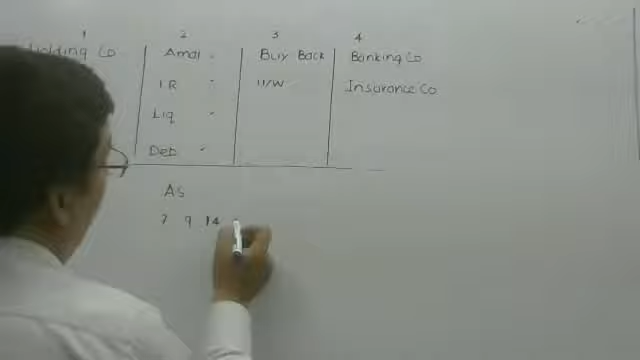 1 2 3 4
Holding Co Amal " Buy Back Banking Co
I.R " U/W Insurance Co
Liq "
Deb "
AS
7 9 14